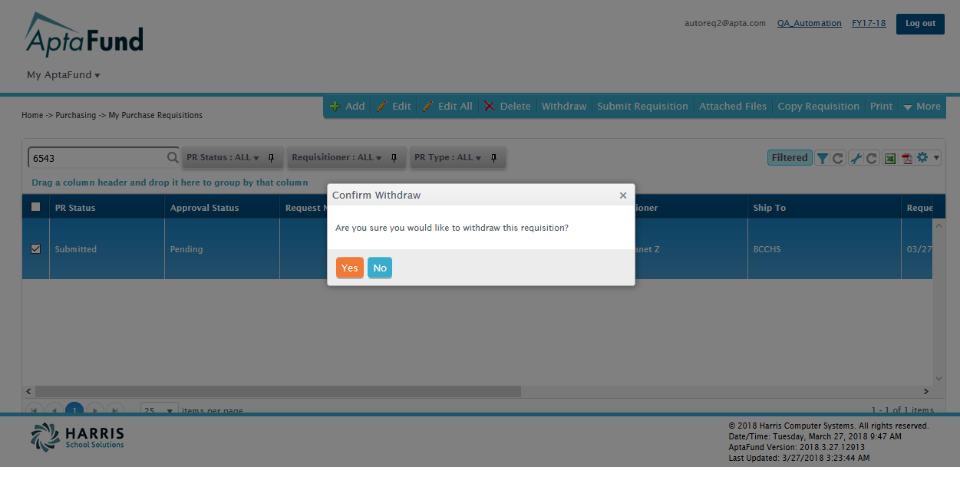 autoreq2@apta.com QA_Automation FY17-18 Log out
AptaFund
My AptaFund
Add Edit Edit All Delete Withdraw Submit Requisition Attached Files Copy Requisition Print More
Home -> Purchasing -> My Purchase Requisitions
6543 PR Status : ALL Requisitioner : ALL PR Type : ALL Filtered
Drag a column header and drop it here to group by that column
Confirm Withdraw ×
PR Status Approval Status Request ioner Ship To Reque
Are you sure you would like to withdraw this requisition?
Submitted Pending anet Z BCCHS 03/27
Yes No
1 25 items per page 1 - 1 of 1 items
HARRIS
School Solutions
© 2018 Harris Computer Systems. All rights reserved.
Date/Time: Tuesday, March 27, 2018 9:47 AM
AptaFund Version: 2018.3.27.12913
Last Updated: 3/27/2018 3:23:44 AM